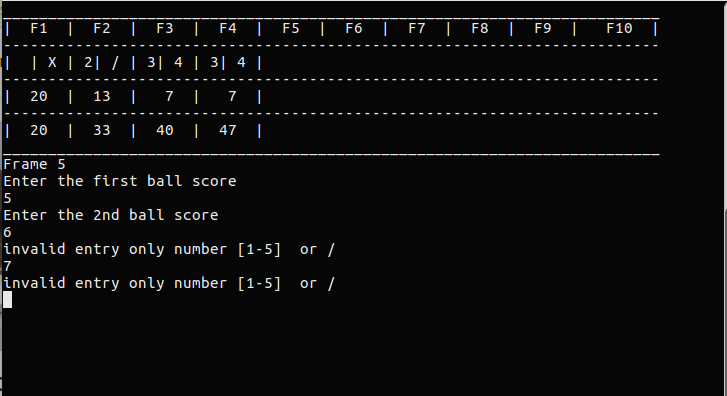 | F1 | F2 | F3 | F4 | F5 | F6 | F7 | F8 | F9 | F10 |
| | X | 2| / | 3| 4 | 3| 4 |
| 20 | 13 | 7 | 7 |
| 20 | 33 | 40 | 47 |
Frame 5
Enter the first ball score
5
Enter the 2nd ball score
6
invalid entry only number [1-5]  or /
7
invalid entry only number [1-5]  or /